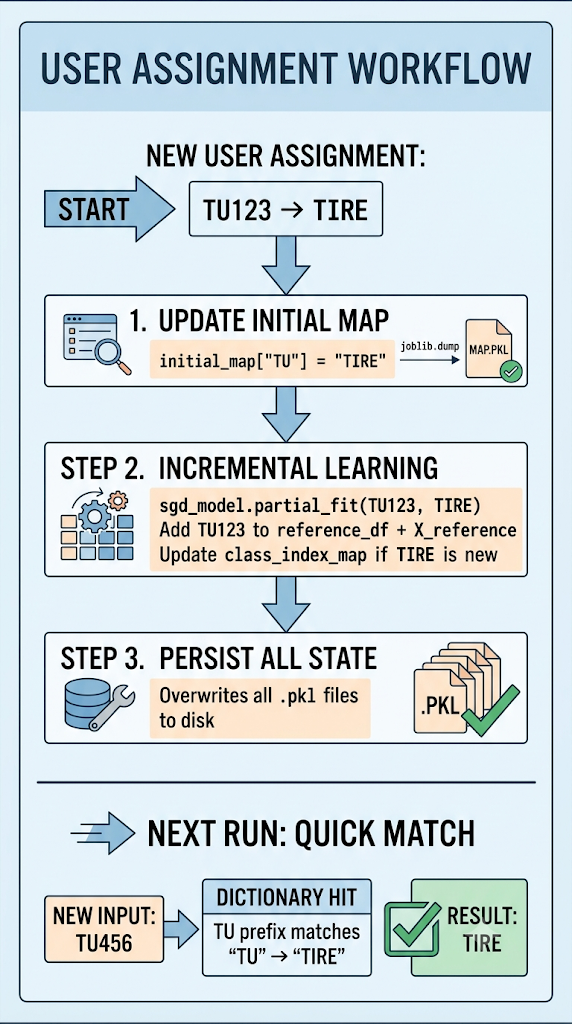 USER ASSIGNMENT WORKFLOW
NEW USER ASSIGNMENT:
START
TU123 → TIRE
1. UPDATE INITIAL MAP
initial_map["TU"] = "TIRE"
joblib.dump
MAP.PKL
STEP 2. INCREMENTAL LEARNING
sgd_model.partial_fit(TU123, TIRE)
Add TU123 to reference_df + X_reference
Update class_index_map if TIRE is new
STEP 3. PERSIST ALL STATE
Overwrites all .pkl files
to disk
.PKL
NEXT RUN: QUICK MATCH
NEW INPUT:
TU456
DICTIONARY HIT
TU prefix matches
“TU” → “TIRE”
RESULT:
TIRE